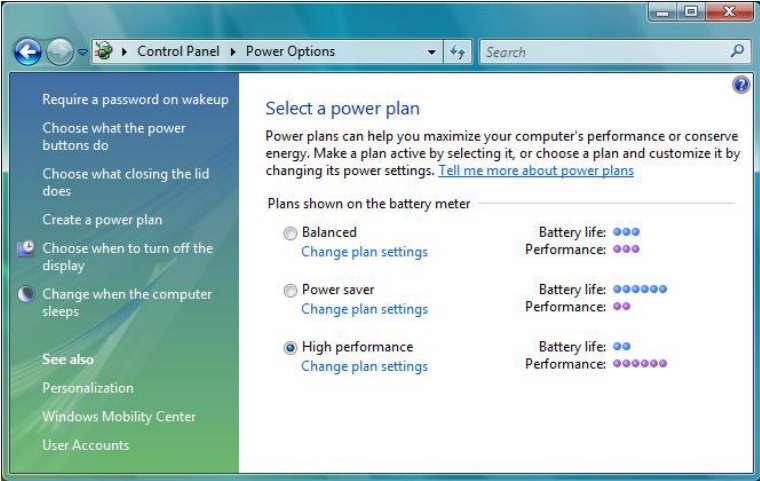 Control Panel
Power Options
Search
Require a password on wakeup
Choose what the power
buttons do
Choose what closing the lid
does
Create a power plan
Choose when to turn off the
display
Change when the computer
sleeps
See also
Personalization
Windows Mobility Center
User Accounts
Select a power plan
Power plans can help you maximize your computer's performance or conserve
energy. Make a plan active by selecting it, or choose a plan and customize it by
changing its power settings. Tell me more about power plans
Plans shown on the battery meter
Balanced Battery life:
Change plan settings Performance:
Power saver Battery life:
Change plan settings Performance:
High performance Battery life:
Change plan settings Performance: